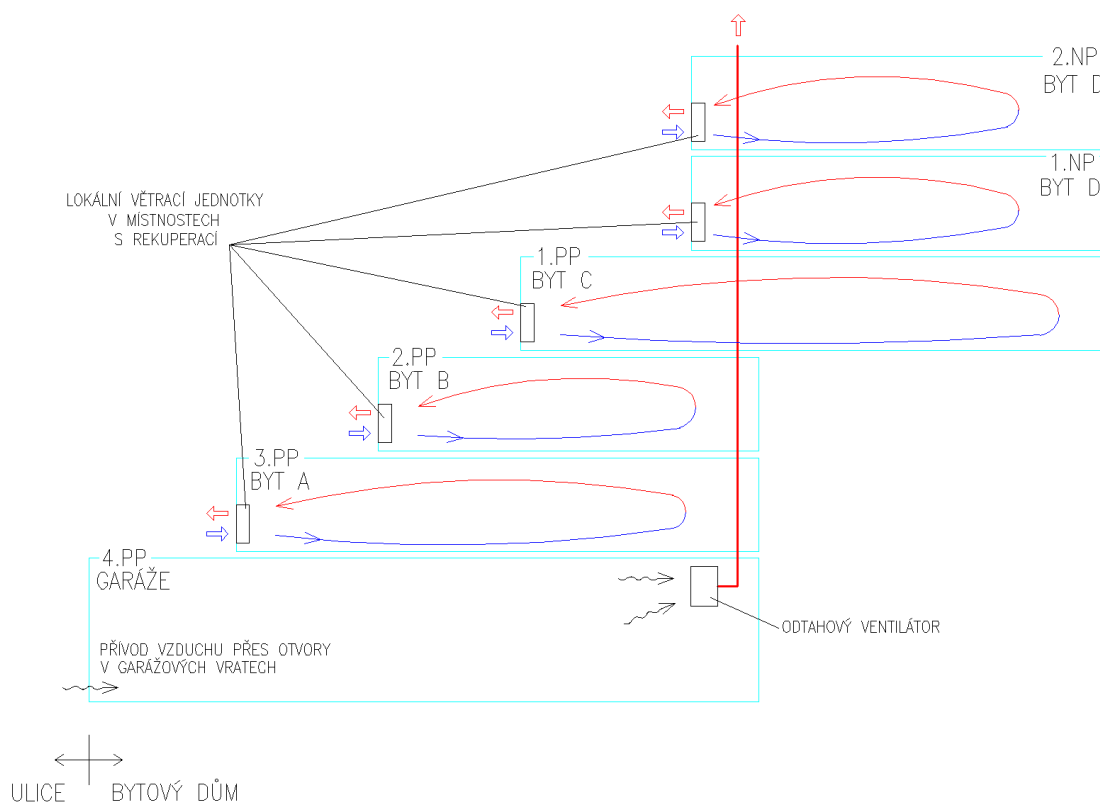 2.NP
BYT D
1.NP
BYT D
LOKÁLNÍ VĚTRACÍ JEDNOTKY
V MÍSTNOSTECH
S REKUPERACÍ
1.PP
BYT C
2.PP
BYT B
3.PP
BYT A
4.PP
GARÁŽE
ODTAHOVÝ VENTILÁTOR
PŘÍVOD VZDUCHU PŘES OTVORY
V GARÁŽOVÝCH VRATECH
ULICE
BYTOVÝ DŮM